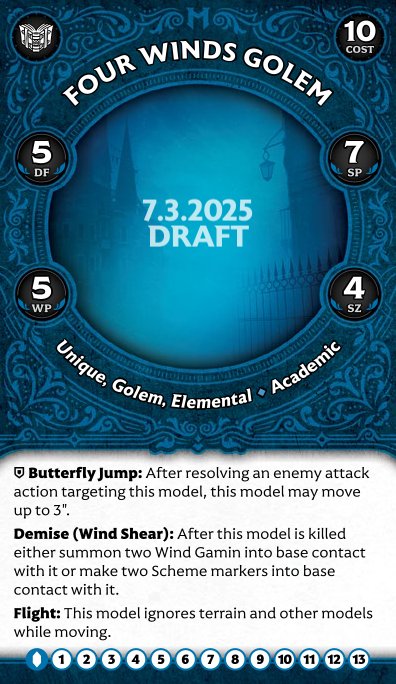 10
COST
FOUR WINDS GOLEM
5
DF
7
SP
7.3.2025
DRAFT
5
WP
4
SZ
Unique, Golem, Elemental ⬧ Academic
Butterfly Jump: After resolving an enemy attack
action targeting this model, this model may move
up to 3".
Demise (Wind Shear): After this model is killed
either summon two Wind Gamin into base contact
with it or make two Scheme markers into base
contact with it.
Flight: This model ignores terrain and other models
while moving.
1 2 3 4 5 6 7 8 9 10 11 12 13